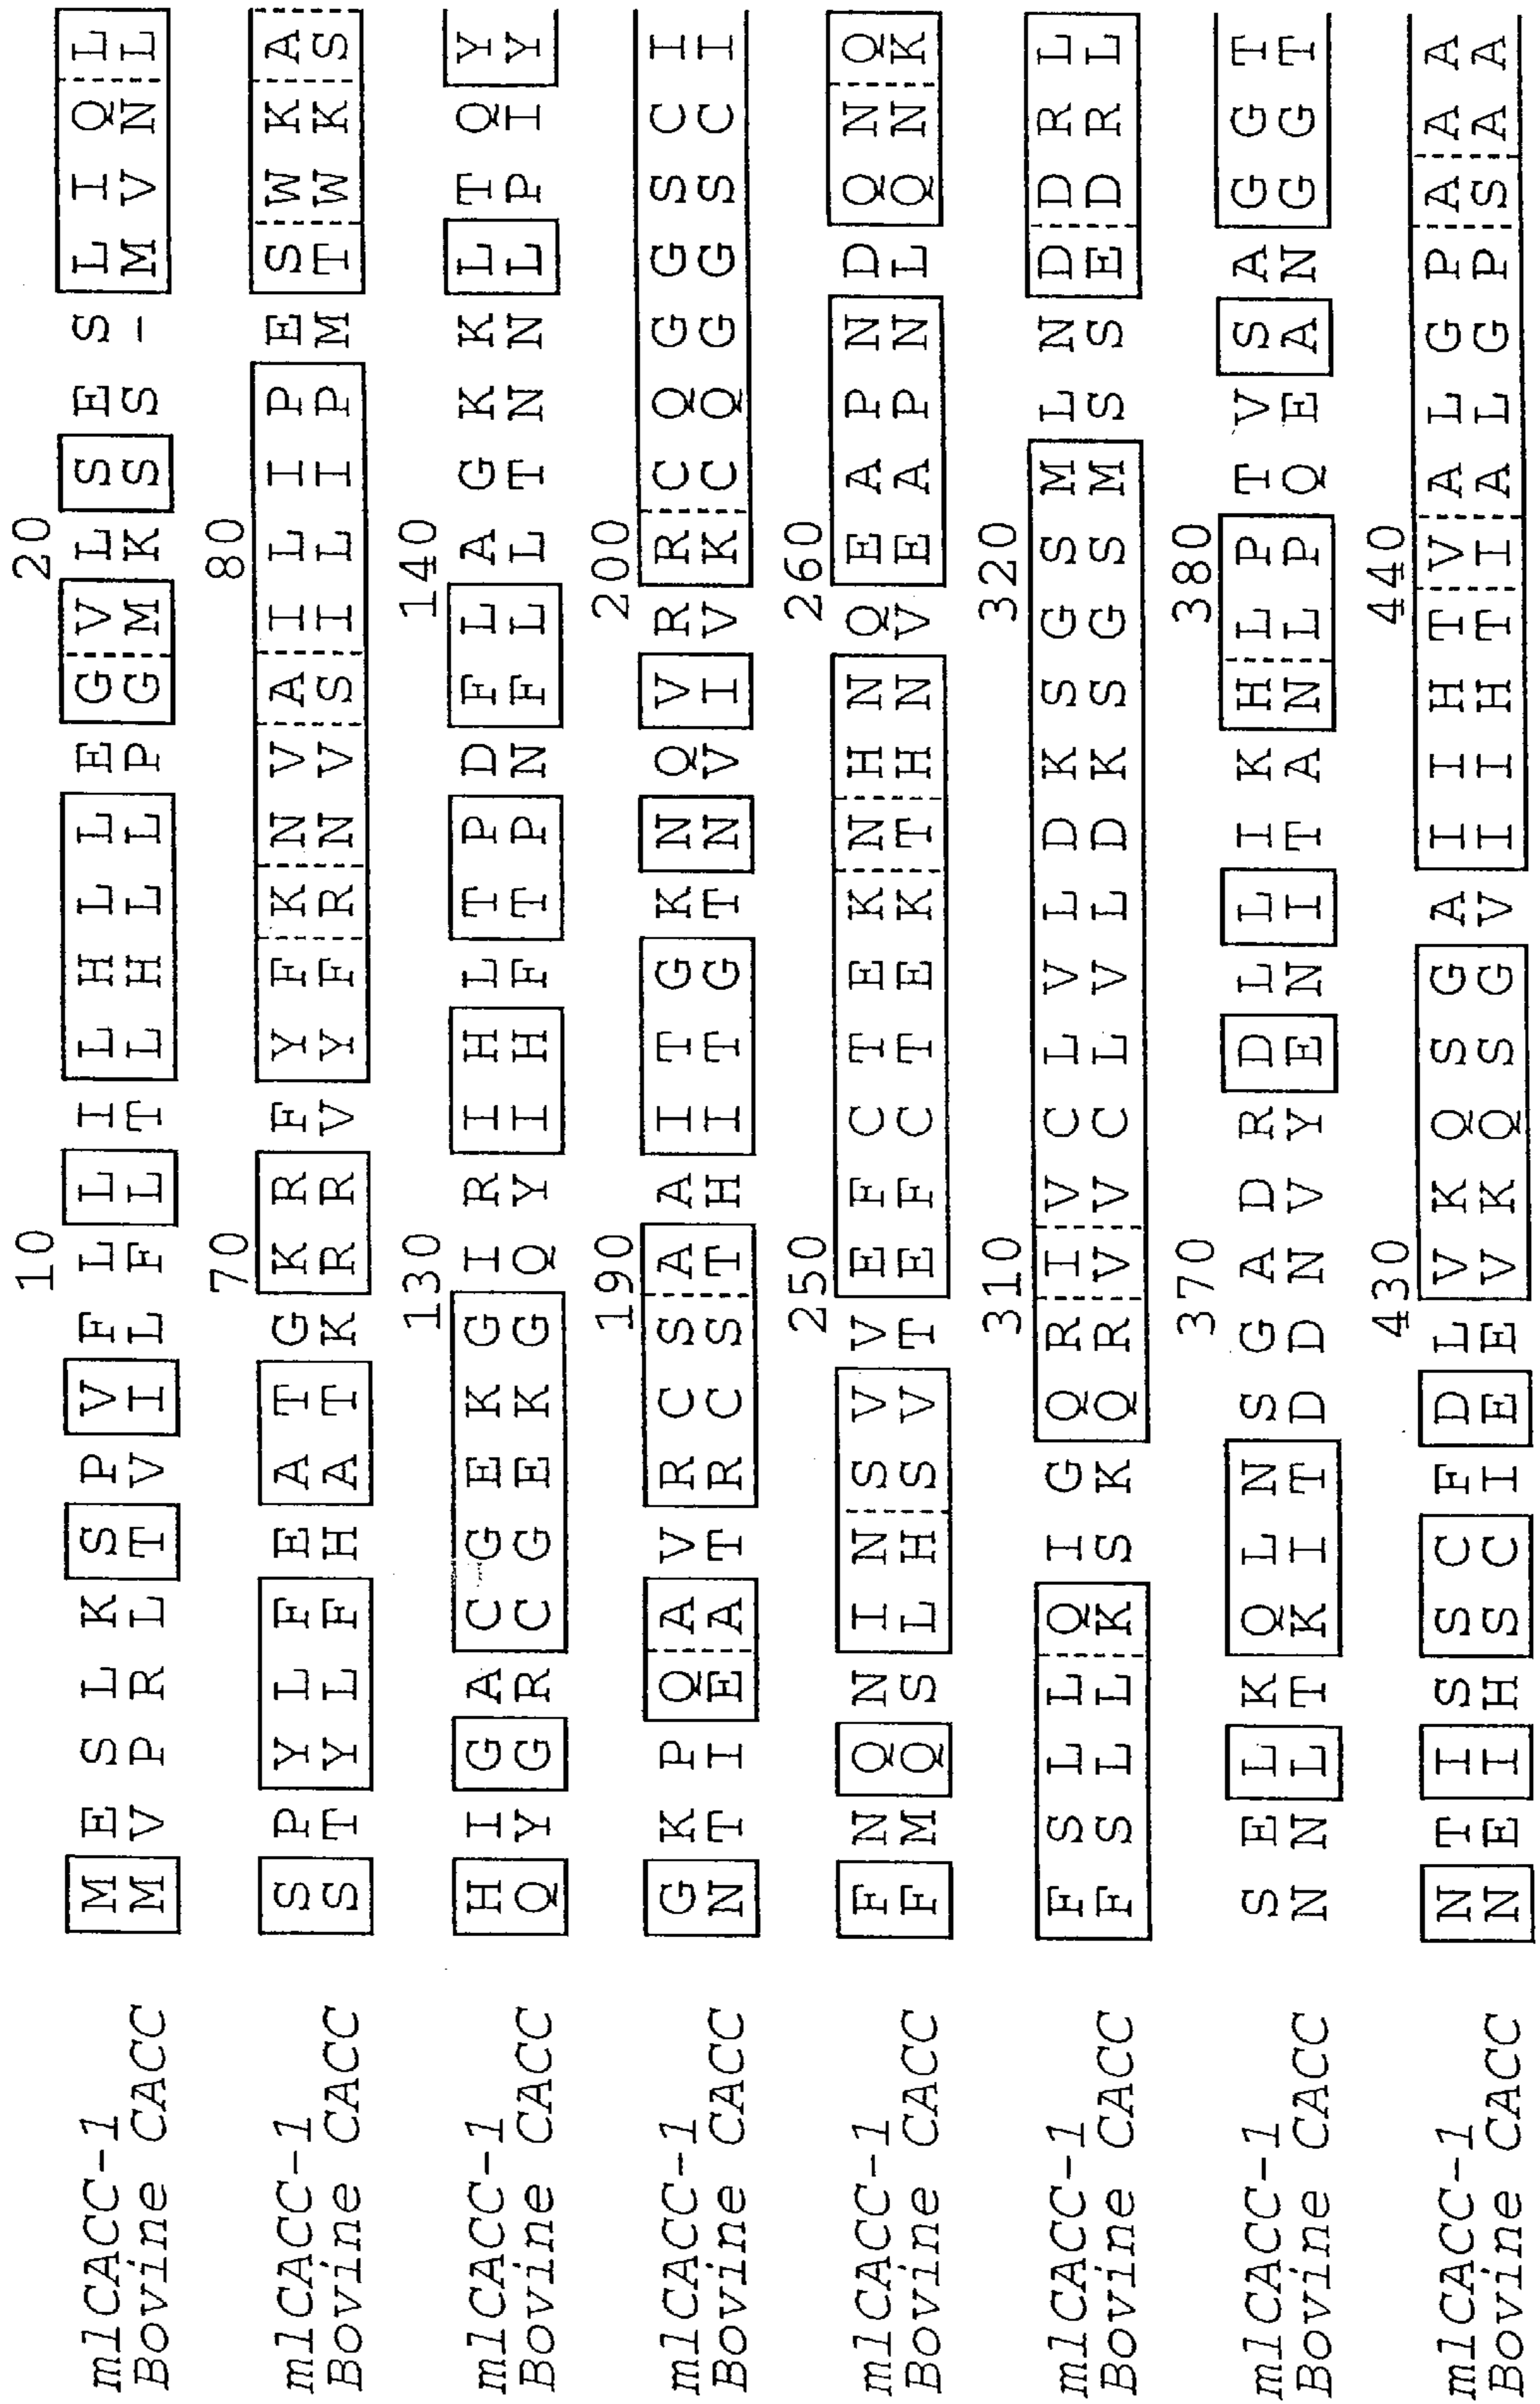 10 20
m1CACC-1 M E S L K S P V F L L I L H L L E G V L S E S L I Q L
Bovine CACC M V P R L T V I L F L T L H L L P G M K S S - M V N L
70 80
m1CACC-1 S P Y L F E A T G K R F Y F K N V A I L I P E S W K A
Bovine CACC S T Y L F H A T K R R V Y F R N V S I L I P M T W K S
130 140
m1CACC-1 H I G A C G E K G I R I H L T P D F L A G K K L T Q Y
Bovine CACC Q Y G R C G E K G Q Y I H F T P N F L L T N N L P I Y
190 200
m1CACC-1 G K P Q A V R C S A A I T G K N Q V R R C Q G G S C I
Bovine CACC N T I E A T R C S T H I T G T N V I V K C Q G G S C I
250 260
m1CACC-1 F N Q N I N S V V E F C T E K N H N Q E A P N D Q N Q
Bovine CACC F M Q S L H S V T E F C T E K T H N V E A P N L Q N K
310 320
m1CACC-1 F S L L Q I G Q R I V C L V L D K S G S M L N D D R L
Bovine CACC F S L L K S K Q R V V C L V L D K S G S M S S E D R L
370 380
m1CACC-1 S E L K Q L N S G A D R D L L I K H L P T V S A G G T
Bovine CACC N N L T K I T D D N V Y E N I T A N L P Q E A N G G T
430 440
m1CACC-1 N T I S S C F D L V K Q S G A I I H T V A L G P A A A
Bovine CACC N E I H S C I E E V K Q S G V I I H T I A L G P S A A